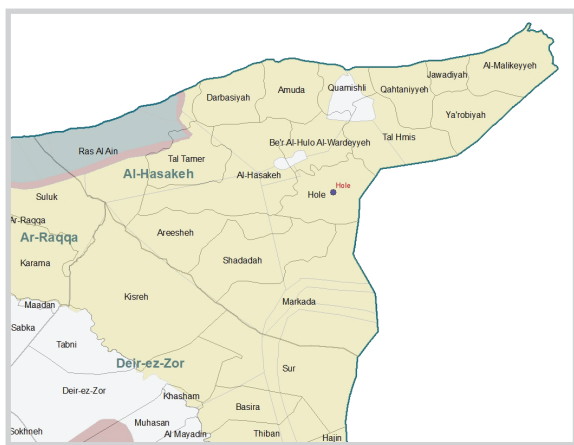 Al-Malikeyyeh
Jawadiyah
Quamishli
Qahtaniyyeh
Amuda
Darbasiyah
Ya'robiyah
Tal Hmis
Be'r Al-Hulo Al-Wardeyyeh
Ras Al Ain
Tal Tamer
Al-Hasakeh
Al-Hasakeh
Hole
Hole
Suluk
Ar-Raqqa
Ar-Raqqa
Areesheh
Karama
Shadadah
Kisreh
Markada
Maadan
Sabka
Tabni
Deir-ez-Zor
Sur
Deir-ez-Zor
Khasham
Basira
Muhasan
Sokhneh
Al Mayadin
Thiban
Hajin